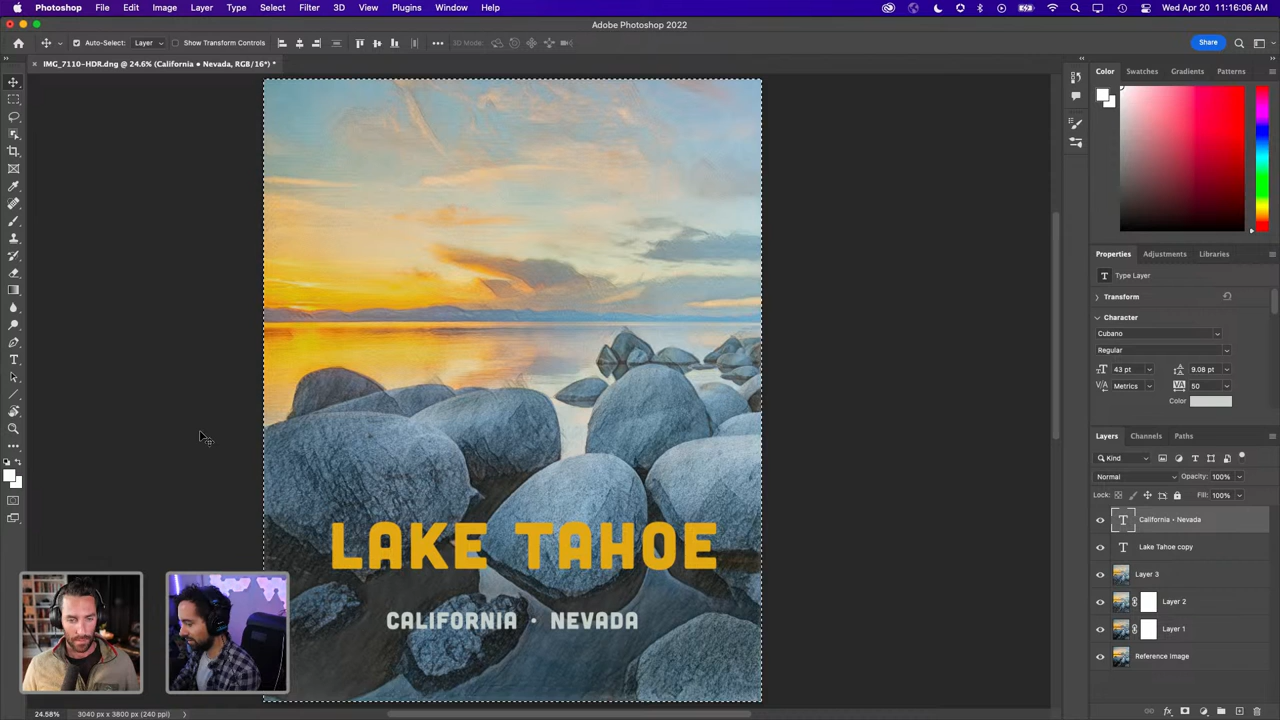 Photoshop File Edit Image Layer Type Select Filter 3D View Plugins Window Help Wed Apr 20 11:16:06 AM
Adobe Photoshop 2022
Auto-Select: Layer Show Transform Controls 3D Mode: Share
IMG_7110-HDR.dng @ 24.6% (California ● Nevada, RGB/16*) *
Color Swatches Gradients Patterns
Properties Adjustments Libraries
T Type Layer
Transform
Character
Cubano
Regular
43 pt 9.08 pt
Metrics 50
Color
Layers Channels Paths
Kind
Normal Opacity: 100%
Lock: Fill: 100%
T California • Nevada
T Lake Tahoe copy
Layer 3
Layer 2
Layer 1
Reference Image
LAKE TAHOE
CALIFORNIA • NEVADA
24.58% 3040 px x 3800 px (240 ppi)